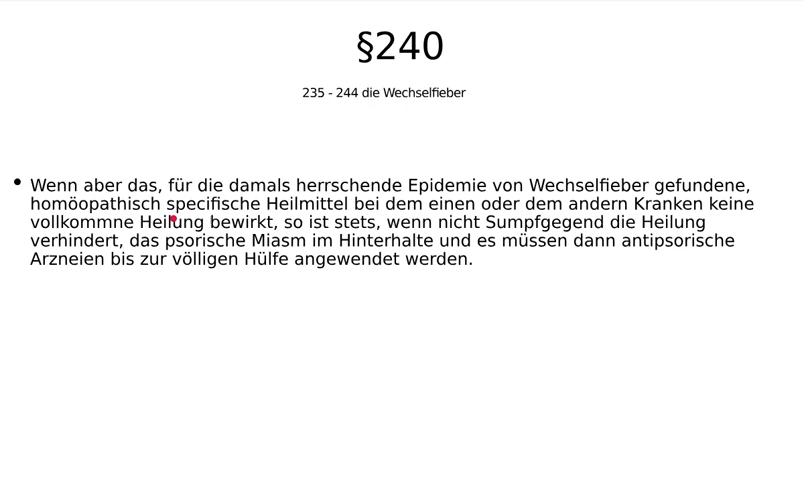 §240
235 - 244 die Wechselfieber
• Wenn aber das, für die damals herrschende Epidemie von Wechselfieber gefundene,
homöopathisch specifische Heilmittel bei dem einen oder dem andern Kranken keine
vollkommne Heilung bewirkt, so ist stets, wenn nicht Sumpfgegend die Heilung
verhindert, das psorische Miasm im Hinterhalte und es müssen dann antipsorische
Arzneien bis zur völligen Hülfe angewendet werden.